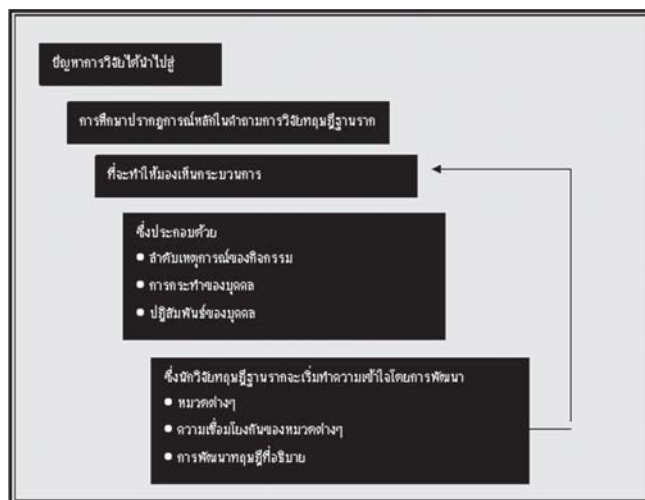 ปัญหาการวิจัยได้นำไปสู่
การศึกษาปรากฏการณ์หลักในคำถามการวิจัยทฤษฎีฐานราก
ที่จะทำให้มองเห็นกระบวนการ
ซึ่งประกอบด้วย
● ลำดับเหตุการณ์ของกิจกรรม
● การกระทำของบุคคล
● ปฏิสัมพันธ์ของบุคคล
ซึ่งนักวิจัยทฤษฎีฐานรากจะเริ่มทำความเข้าใจโดยการพัฒนา
● หมวดต่างๆ
● ความเชื่อมโยงกันของหมวดต่างๆ
● การพัฒนาทฤษฎีที่อธิบาย